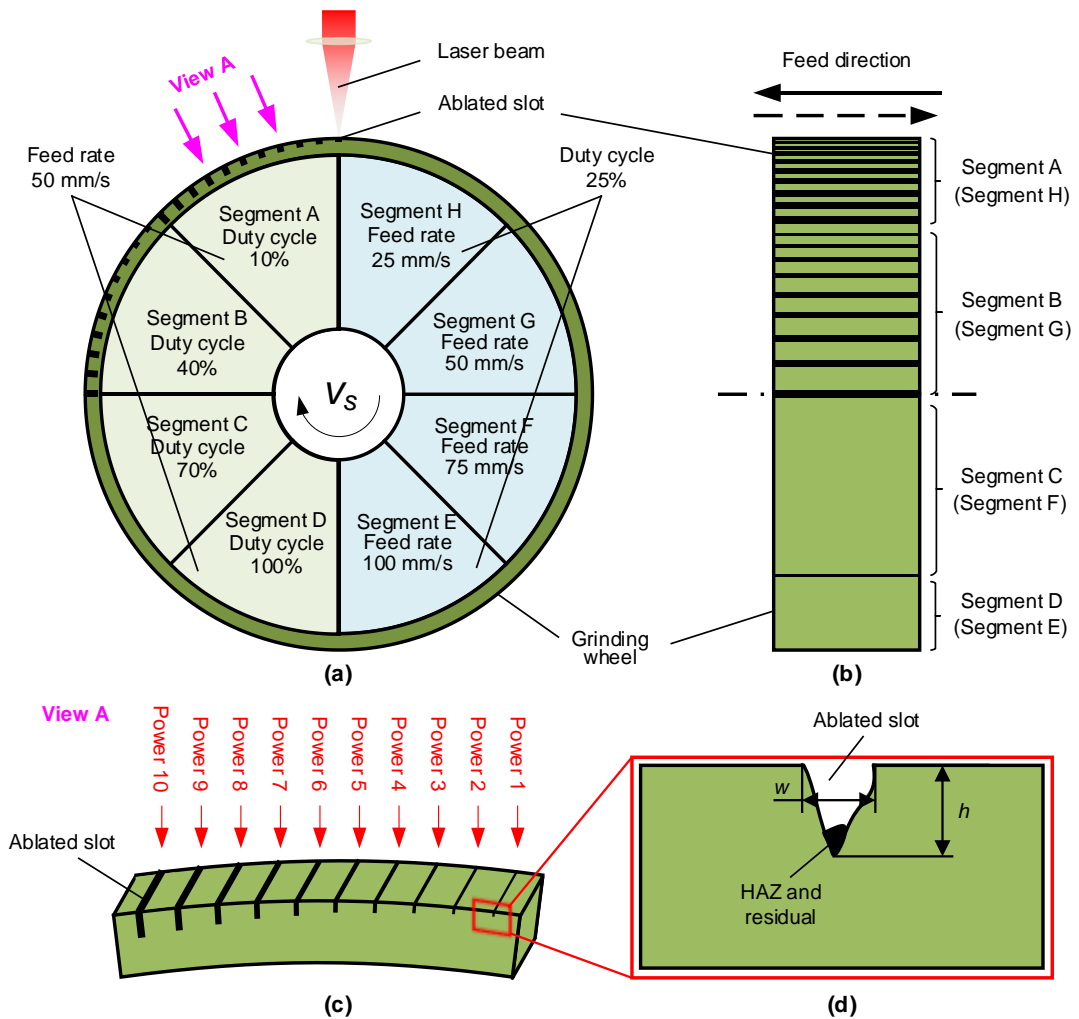 Laser beam
View A
Ablated slot
Feed rate
50 mm/s
Duty cycle
25%
Segment A
Duty cycle
10%
Segment H
Feed rate
25 mm/s
Segment B
Duty cycle
40%
Segment G
Feed rate
50 mm/s
Vs
Segment C
Duty cycle
70%
Segment F
Feed rate
75 mm/s
Segment D
Duty cycle
100%
Segment E
Feed rate
100 mm/s
Grinding
wheel
(a)
Feed direction
Segment A
(Segment H)
Segment B
(Segment G)
Segment C
(Segment F)
Segment D
(Segment E)
(b)
View A
Power 10
Power 9
Power 8
Power 7
Power 6
Power 5
Power 4
Power 3
Power 2
Power 1
Ablated slot
(c)
Ablated slot
w
h
HAZ and
residual
(d)